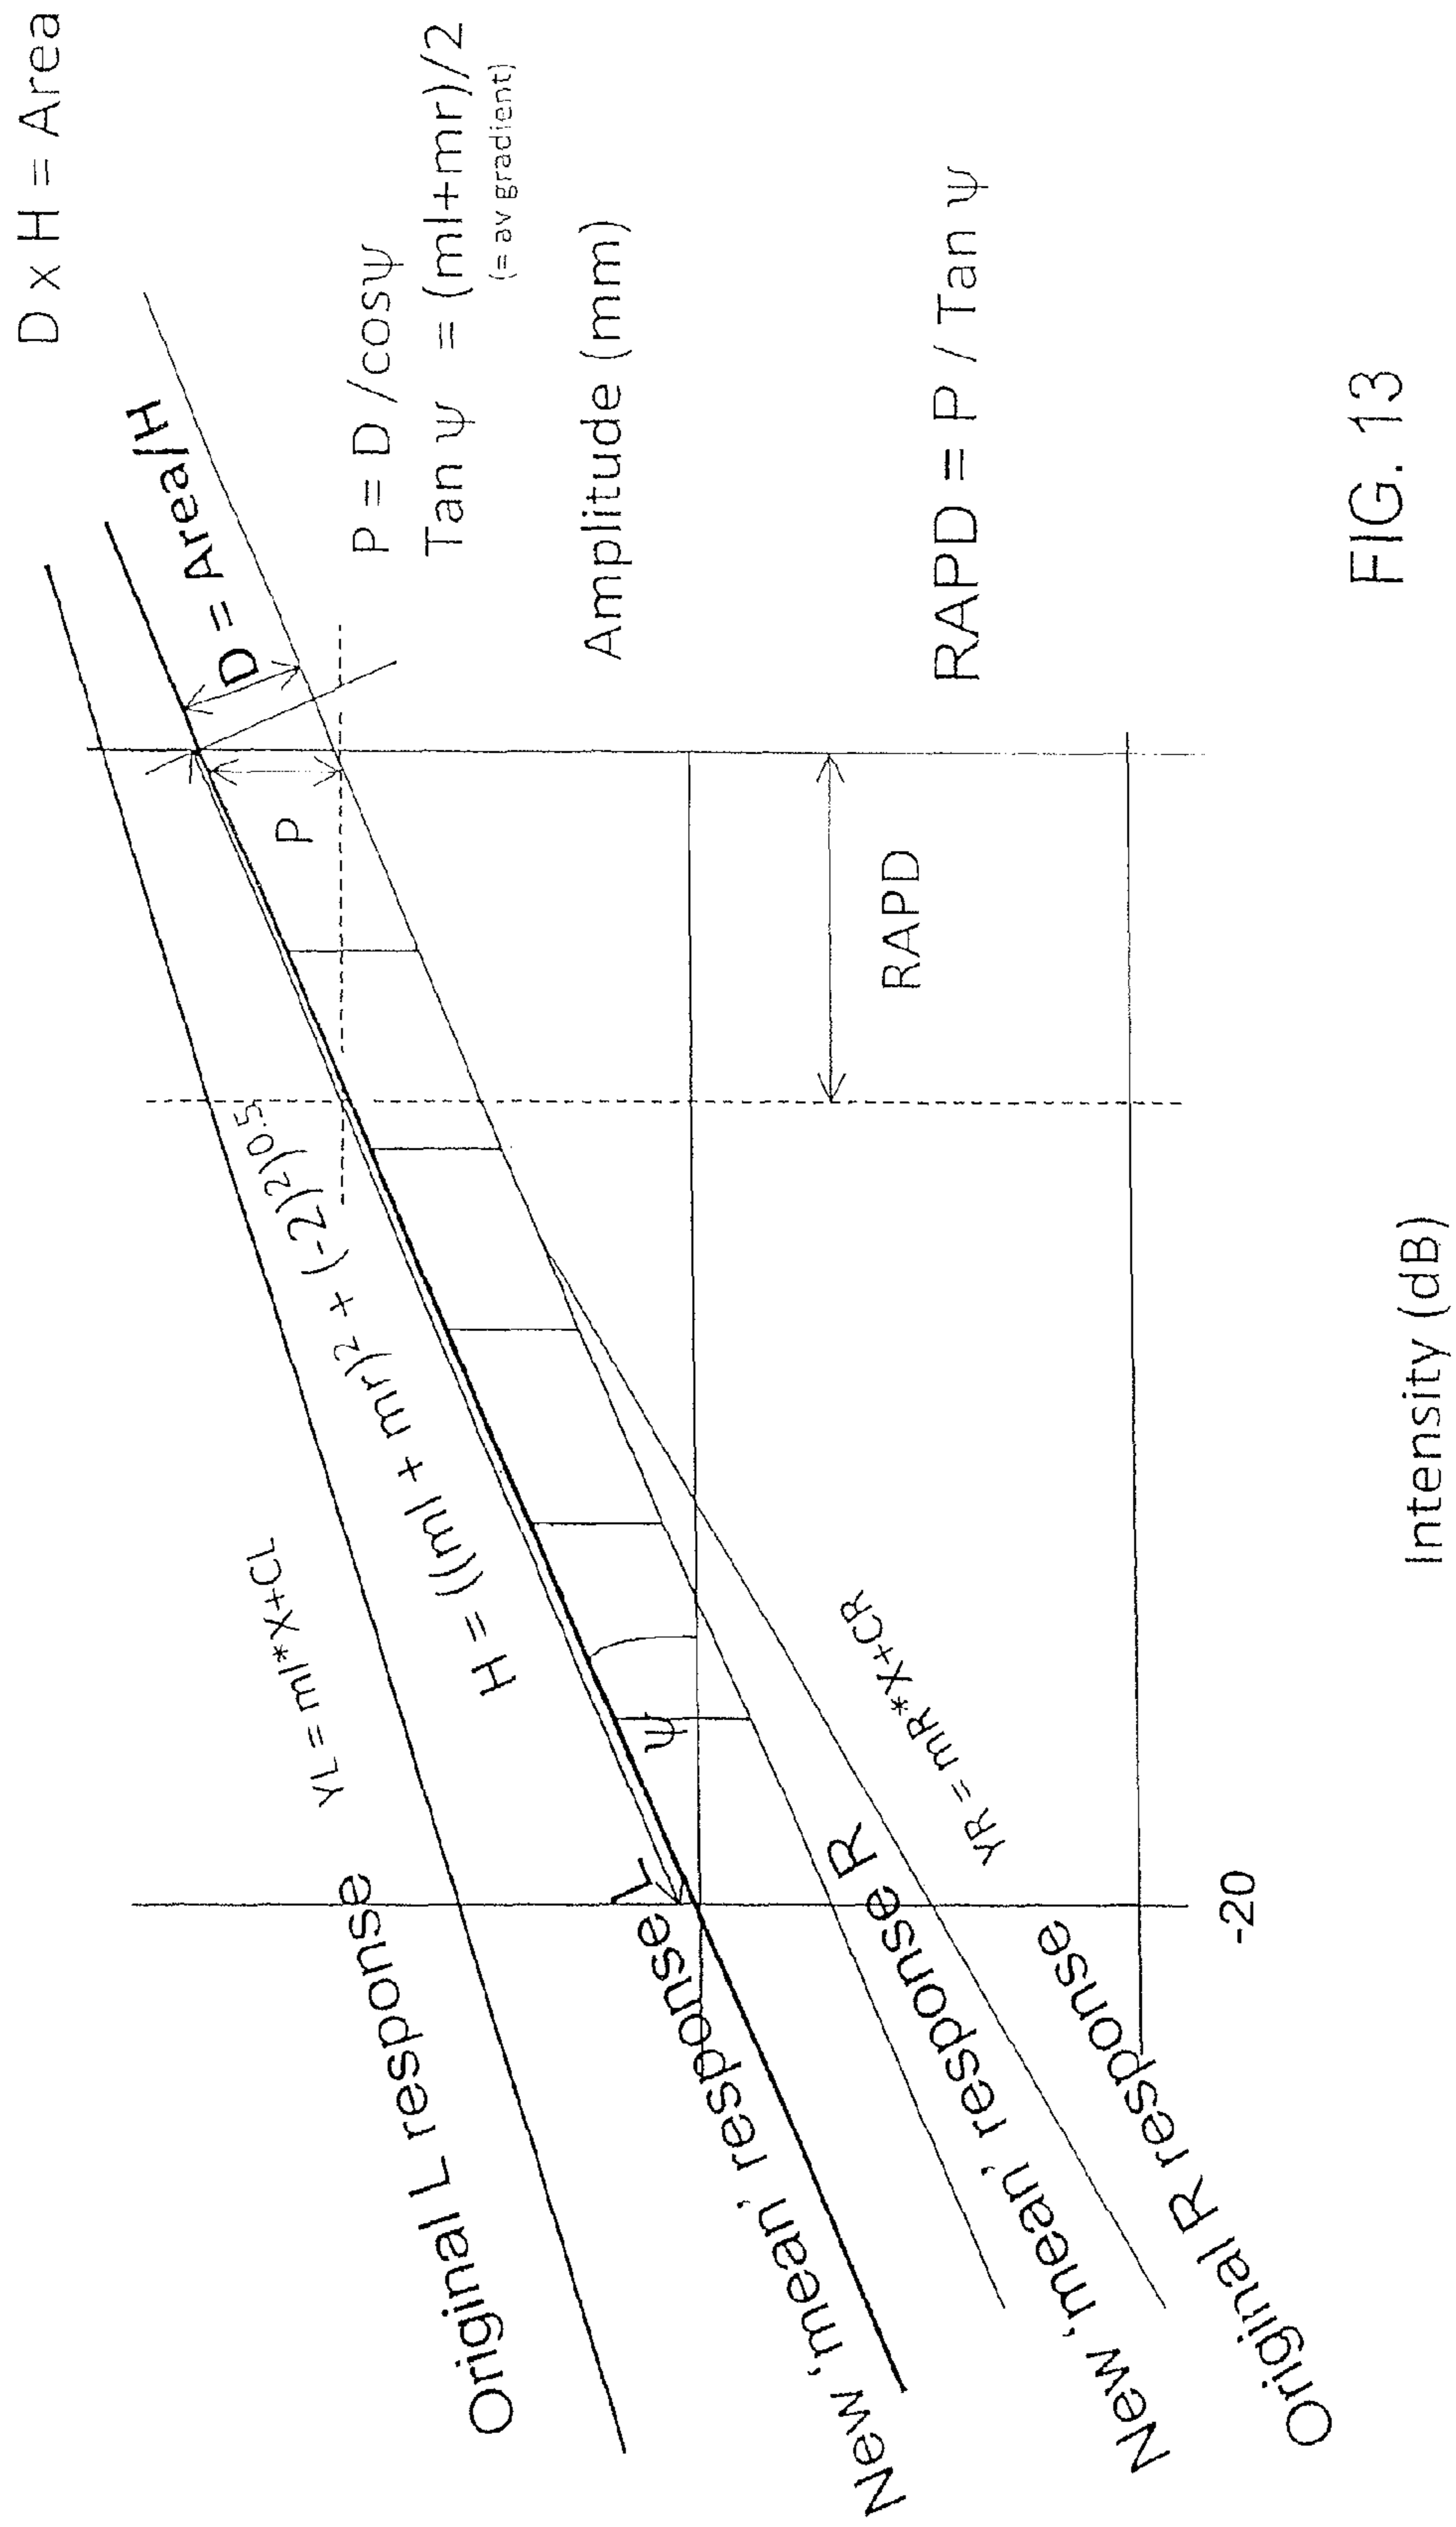 D x H = Area
D = Area/H
P = D / cosψ
Tan ψ = (ml+mr)/2
(= av gradient)
Amplitude (mm)
RAPD = P / Tan ψ
P
RAPD
YL = ml*X+CL
H = ((ml + mr)2 + (-2)2)0.5
ψ
YR = mR*X+CR
Original L response
New 'mean' response L
New 'mean' response R
Original R response
-20
Intensity (dB)
FIG. 13